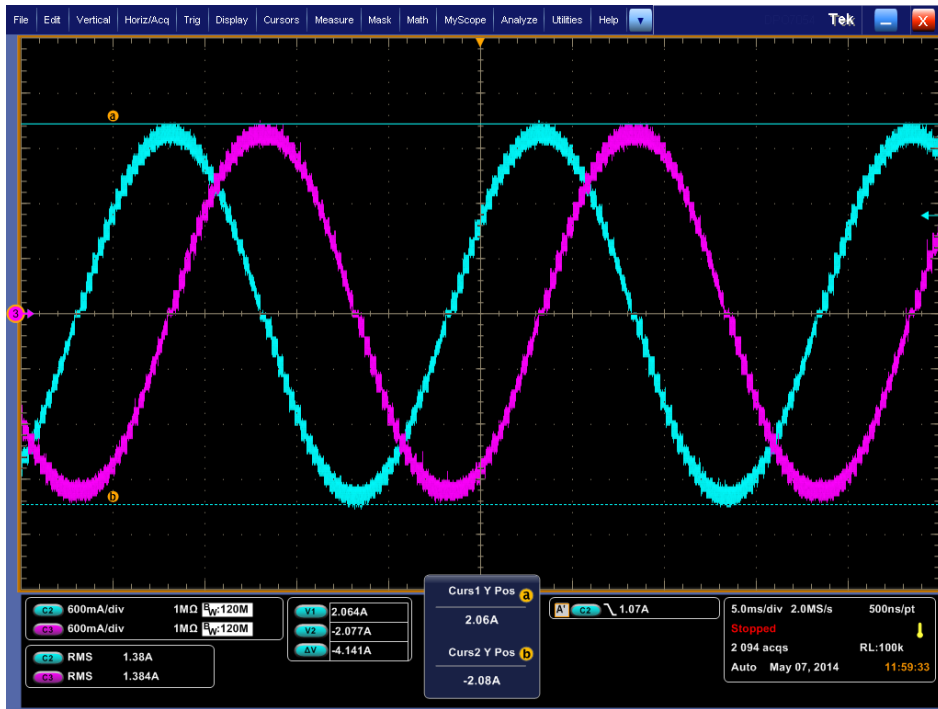 File Edit Vertical Horiz/Acq Trig Display Cursors Measure Mask Math MyScope Analyze Utilities Help Tek X
a
3
b
C2 600mA/div 1MΩ BW:120M
C3 600mA/div 1MΩ BW:120M
C2 RMS 1.38A
C3 RMS 1.384A
V1 2.064A
V2 -2.077A
ΔV -4.141A
Curs1 Y Pos a
2.06A
Curs2 Y Pos b
-2.08A
A' C2 1.07A
5.0ms/div 2.0MS/s 500ns/pt
Stopped
2 094 acqs RL:100k
Auto May 07, 2014 11:59:33